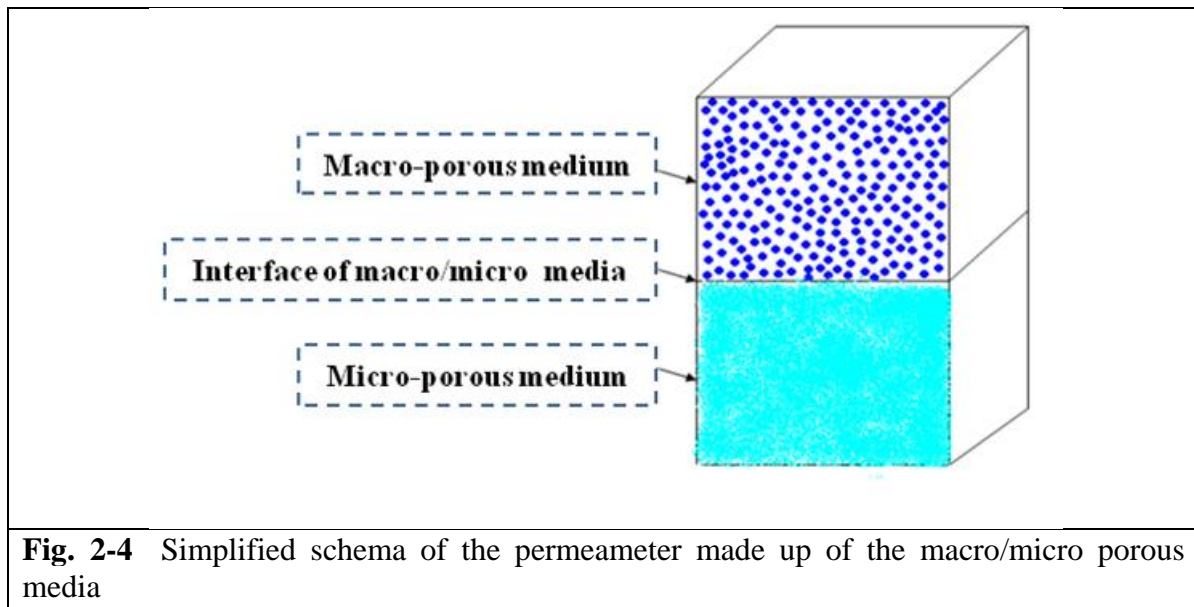 Macro-porous medium
Interface of macro/micro media
Micro-porous medium
Fig. 2-4 Simplified schema of the permeameter made up of the macro/micro porous
media